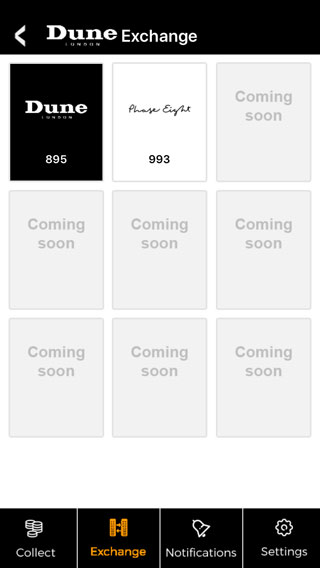 Dune LONDON Exchange
Dune
LONDON
895
Phase Eight
993
Coming
soon
Coming
soon
Coming
soon
Coming
soon
Coming
soon
Coming
soon
Coming
soon
Collect
Exchange
Notifications
Settings